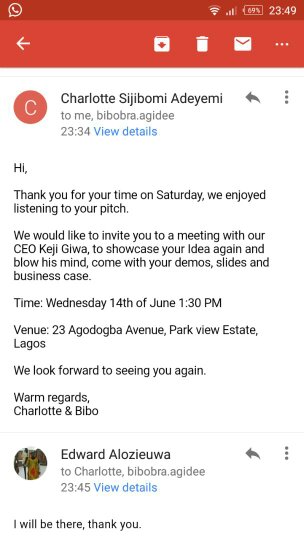 69% 23:49
C Charlotte Sijibomi Adeyemi
to me, bibobra.agidee
23:34 View details
Hi,
Thank you for your time on Saturday, we enjoyed
listening to your pitch.
We would like to invite you to a meeting with our
CEO Keji Giwa, to showcase your Idea again and
blow his mind, come with your demos, slides and
business case.
Time: Wednesday 14th of June 1:30 PM
Venue: 23 Agodogba Avenue, Park view Estate,
Lagos
We look forward to seeing you again.
Warm regards,
Charlotte & Bibo
Edward Alozieuwa
to Charlotte, bibobra.agidee
23:45 View details
I will be there, thank you.